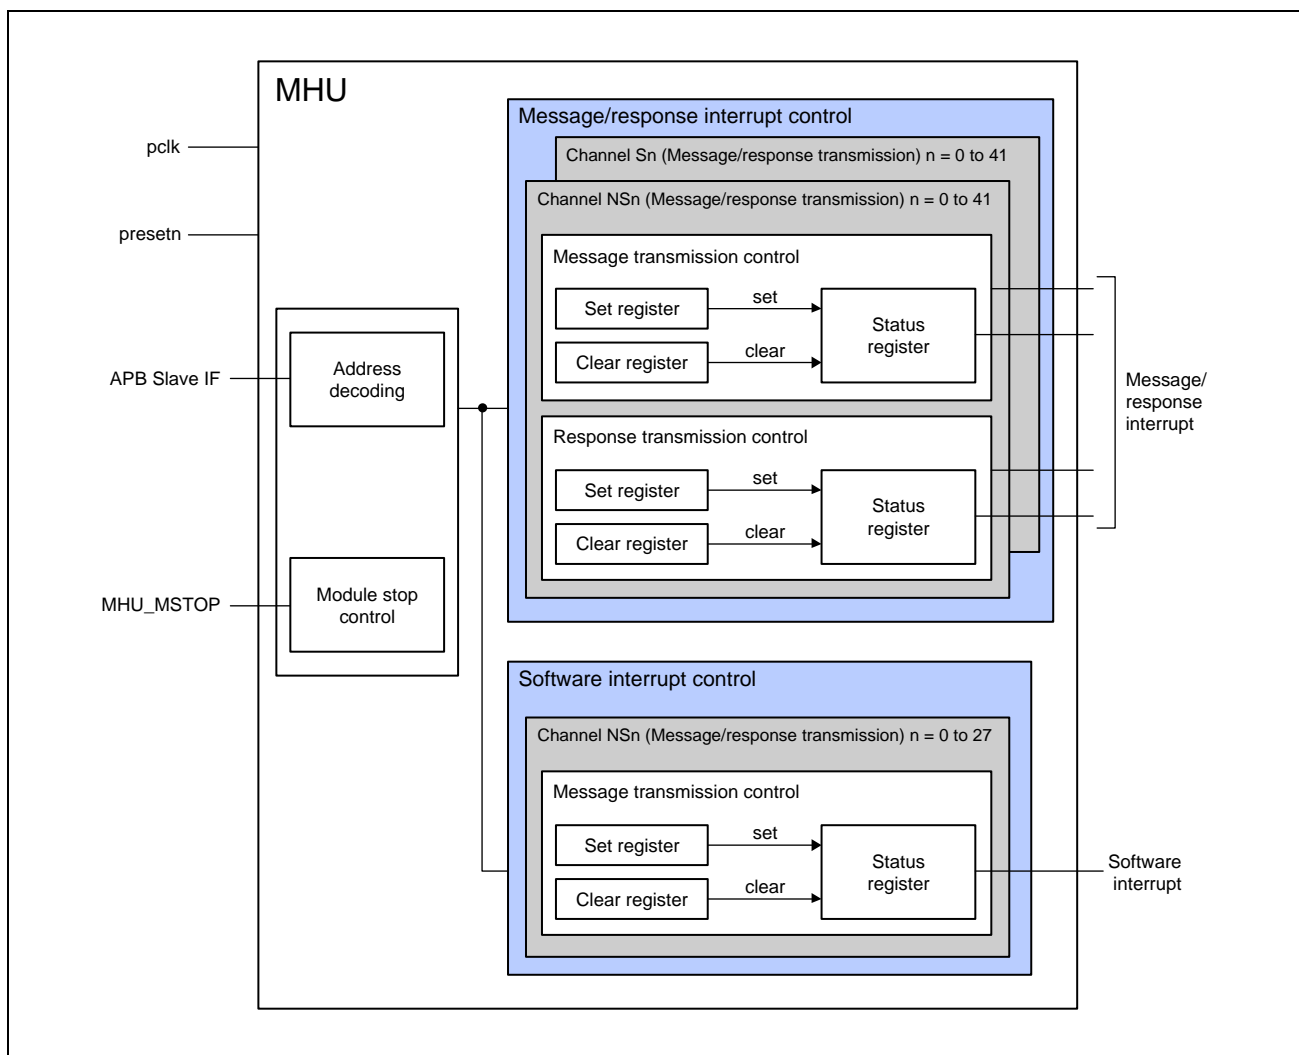 MHU
pclk
presetn
APB Slave IF
MHU_MSTOP
Address
decoding
Module stop
control
Message/response interrupt control
Channel Sn (Message/response transmission) n = 0 to 41
Channel NSn (Message/response transmission) n = 0 to 41
Message transmission control
Set register
set
Clear register
clear
Status
register
Response transmission control
Set register
set
Clear register
clear
Status
register
Message/
response
interrupt
Software interrupt control
Channel NSn (Message/response transmission) n = 0 to 27
Message transmission control
Set register
set
Clear register
clear
Status
register
Software
interrupt